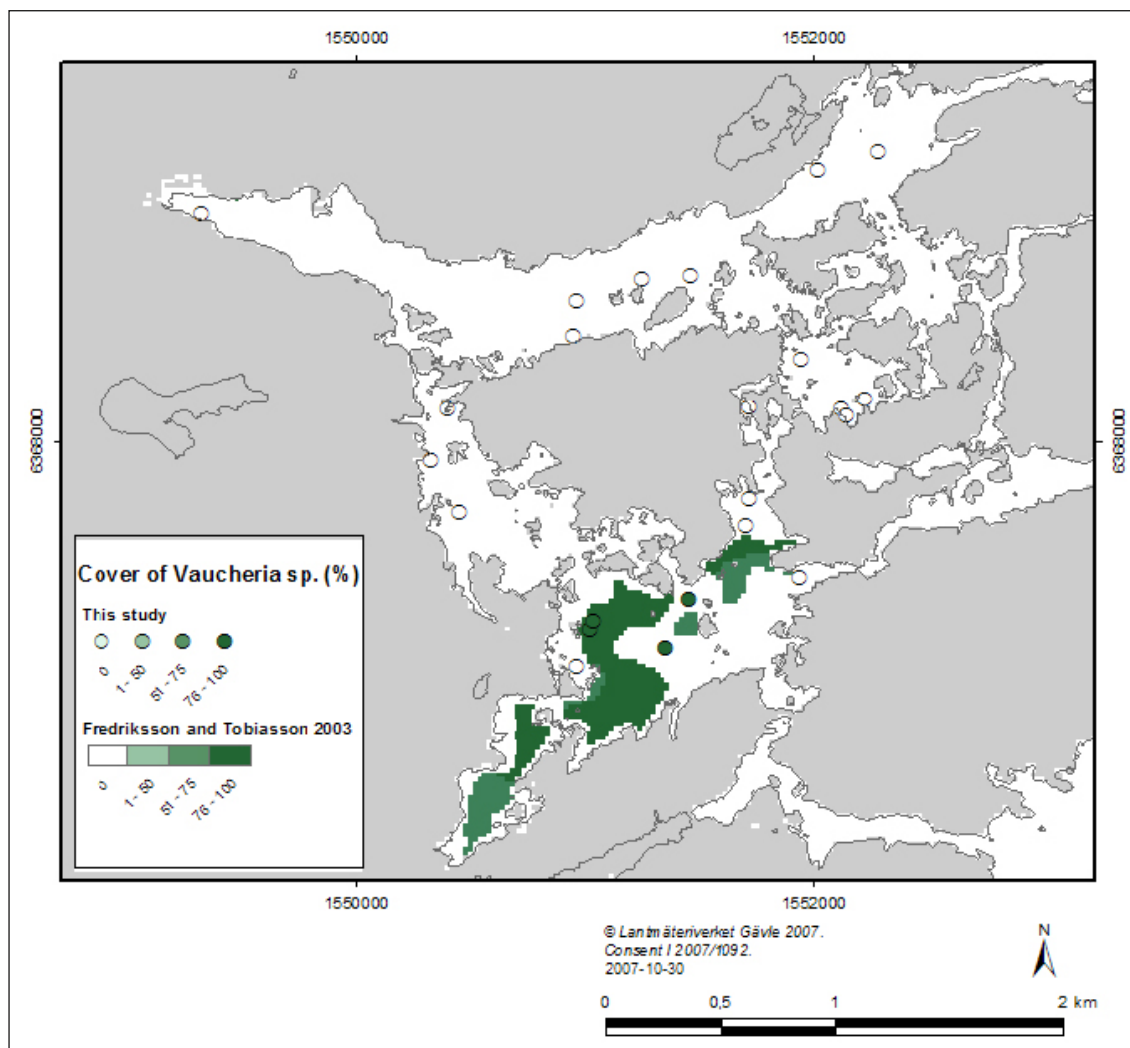 1550000
1552000
6368000
6368000
Cover of Vaucheria sp. (%)
This study
0
1 - 50
51 - 75
76 - 100
Fredriksson and Tobiasson 2003
0
1 - 50
51 - 75
76 - 100
1550000
1552000
© Lantmäteriverket Gävle 2007.
Consent I 2007/1092.
2007-10-30
N
0 0,5 1 2 km